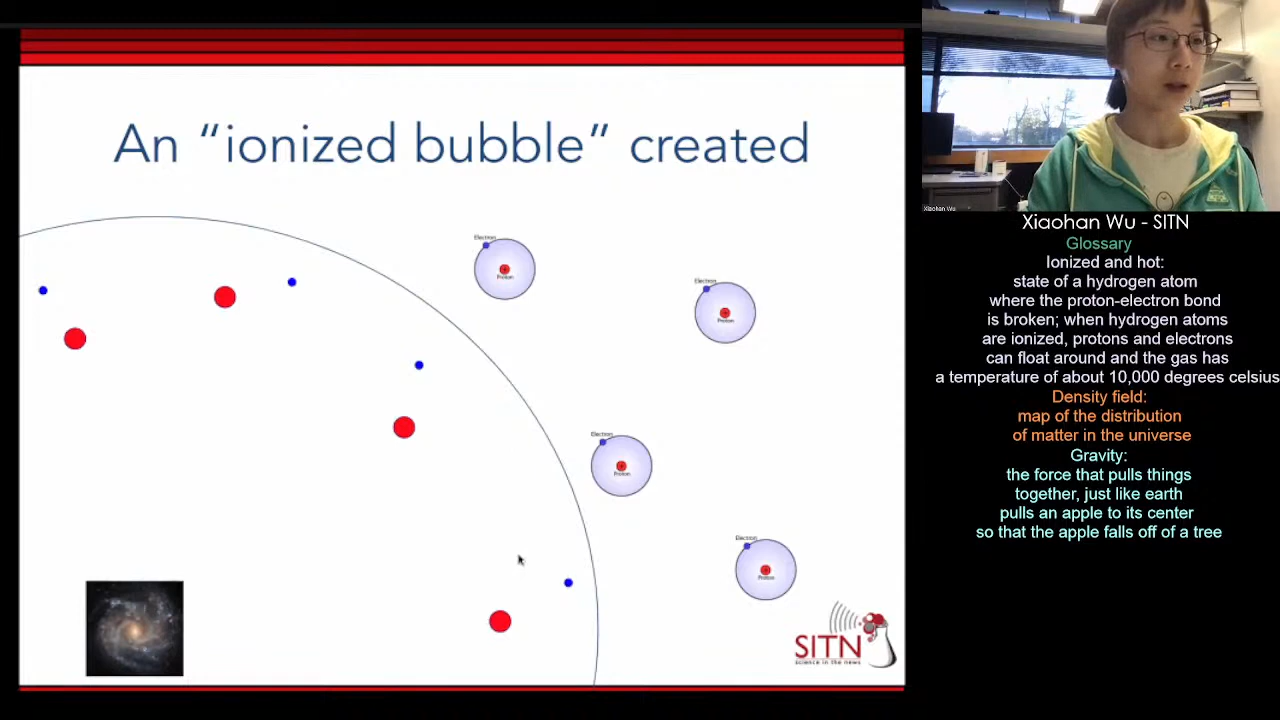 An “ionized bubble” created
Electron
Proton
Electron
Proton
Electron
Proton
Electron
Proton
SITN
science in the news
Xiaohan Wu
Xiaohan Wu - SITN
Glossary
Ionized and hot:
state of a hydrogen atom
where the proton-electron bond
is broken; when hydrogen atoms
are ionized, protons and electrons
can float around and the gas has
a temperature of about 10,000 degrees celsius
Density field:
map of the distribution
of matter in the universe
Gravity:
the force that pulls things
together, just like earth
pulls an apple to its center
so that the apple falls off of a tree